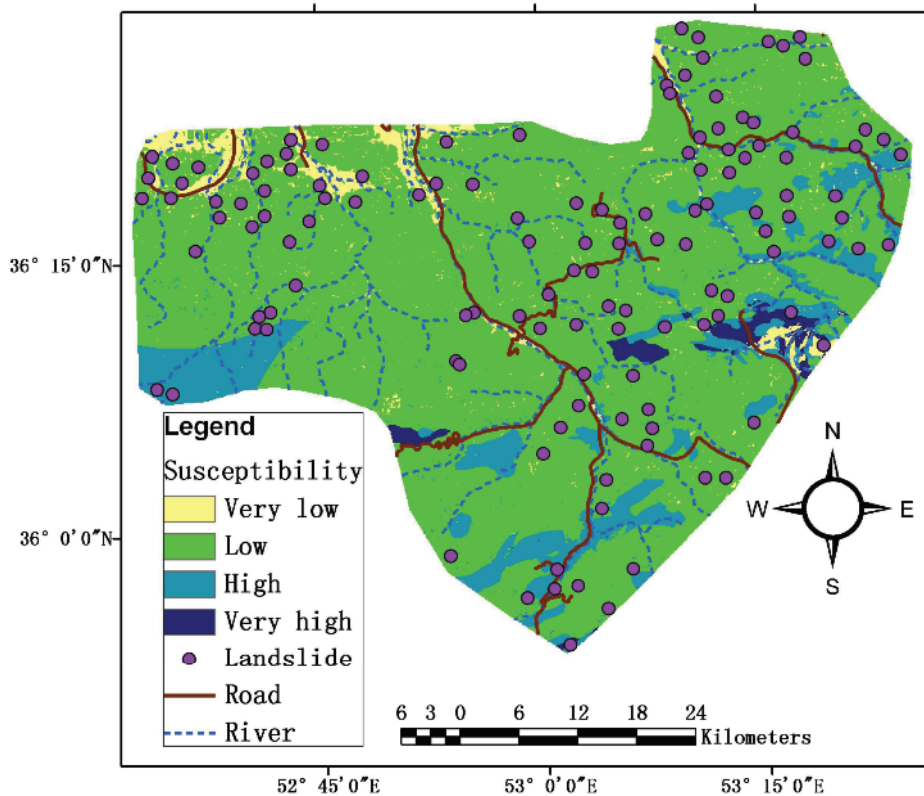 36° 15′0″N
36° 0′0″N
Legend
Susceptibility
Very low
Low
High
Very high
Landslide
Road
River
N
W E
S
6 3 0 6 12 18 24
Kilometers
52°45′0″E 53°0′0″E 53°15′0″E